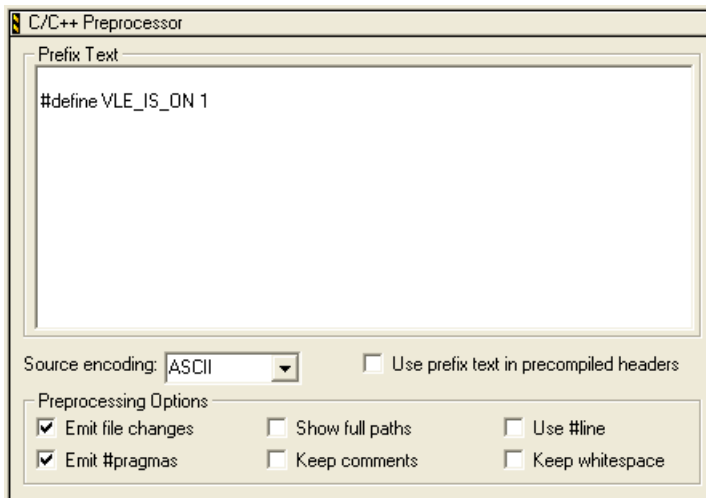 C/C++ Preprocessor
Prefix Text
#define VLE_IS_ON 1
Source encoding: ASCII Use prefix text in precompiled headers
Preprocessing Options
Emit file changes Show full paths Use #line
Emit #pragmas Keep comments Keep whitespace